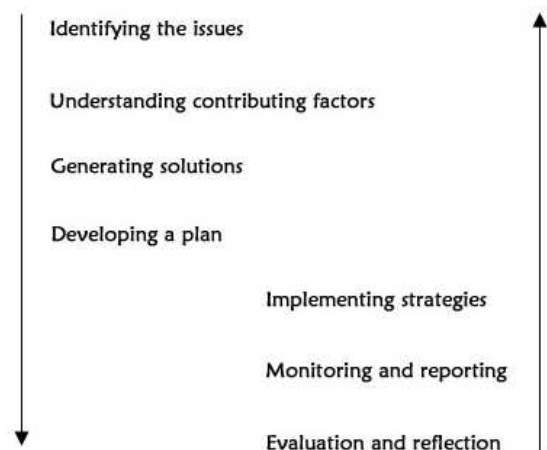 Identifying the issues
Understanding contributing factors
Generating solutions
Developing a plan
Implementing strategies
Monitoring and reporting
Evaluation and reflection